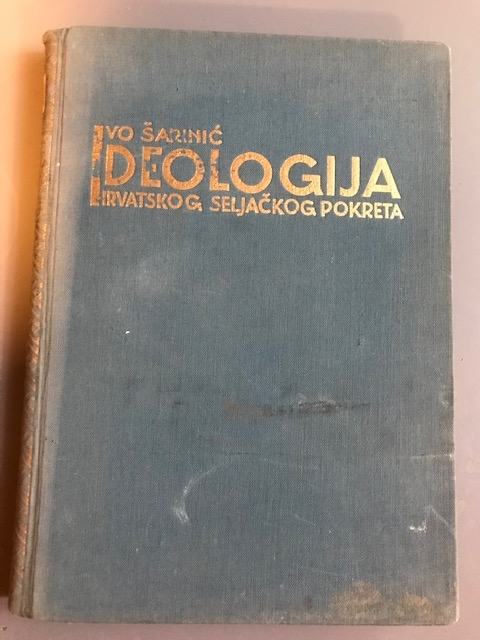 IVO ŠARINIĆ
IDEOLOGIJA
HRVATSKOG SELJAČKOG POKRETA